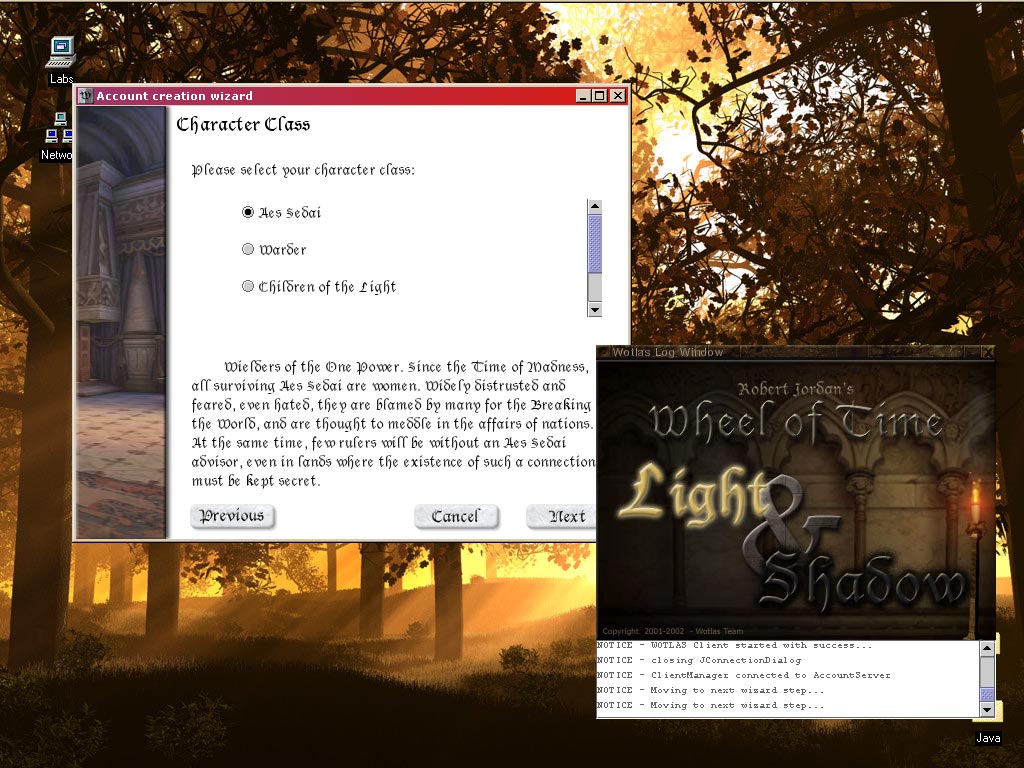 Labs
Netwo
Account creation wizard
Character Class
Please select your character class:
Aes Sedai
Warder
Children of the Light
Wielders of the One Power. Since the Time of Madness,
all surviving Aes Sedai are women. Widely distrusted and
feared, even hated, they are blamed by many for the Breaking
the World, and are thought to meddle in the affairs of nations.
At the same time, few rulers will be without an Aes Sedai
advisor, even in lands where the existence of such a connection
must be kept secret.
Previous
Cancel
Next
Wotlas Log Window
Robert Jordan's
Wheel of Time
Light
&
Shadow
Copyright 2001-2002 - Wotlas Team
NOTICE - WOTLAS Client started with success...
NOTICE - closing JConnectionDialog
NOTICE - ClientManager connected to AccountServer
NOTICE - Moving to next wizard step...
NOTICE - Moving to next wizard step...
Java